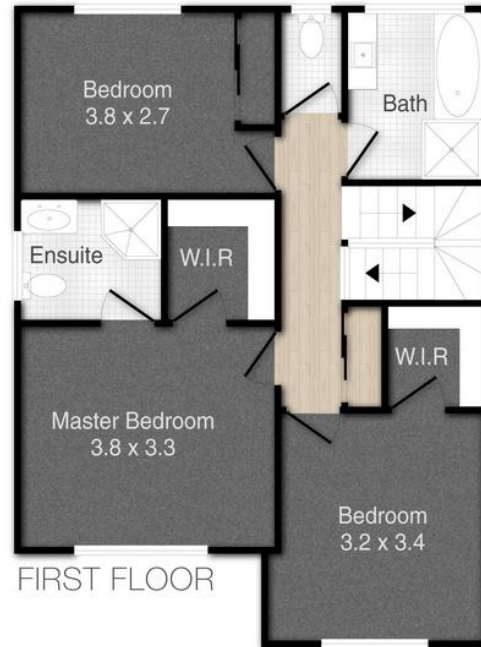 Bedroom
3.8 x 2.7
Bath
Ensuite
W.I.R
W.I.R
Master Bedroom
3.8 x 3.3
Bedroom
3.2 x 3.4
FIRST FLOOR